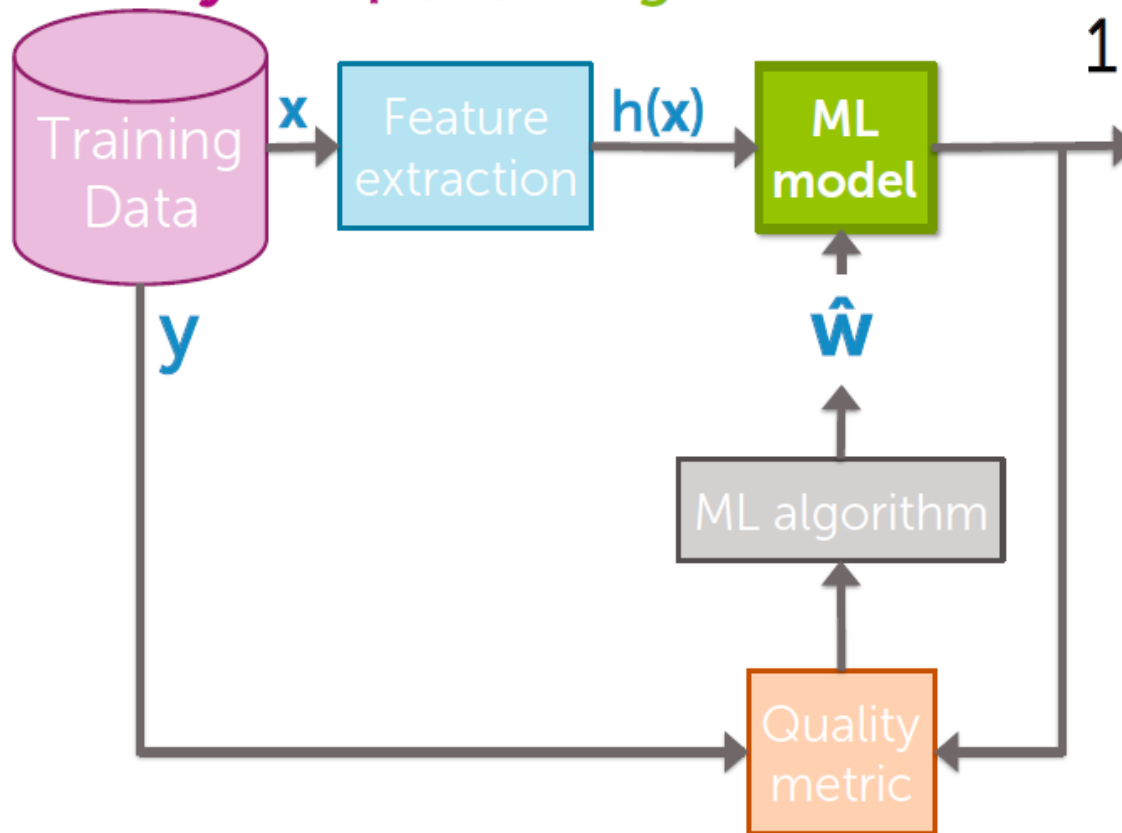 1
x
Feature
extraction
h(x)
ML
model
Training
Data
y
ŵ
ML algorithm
Quality
metric